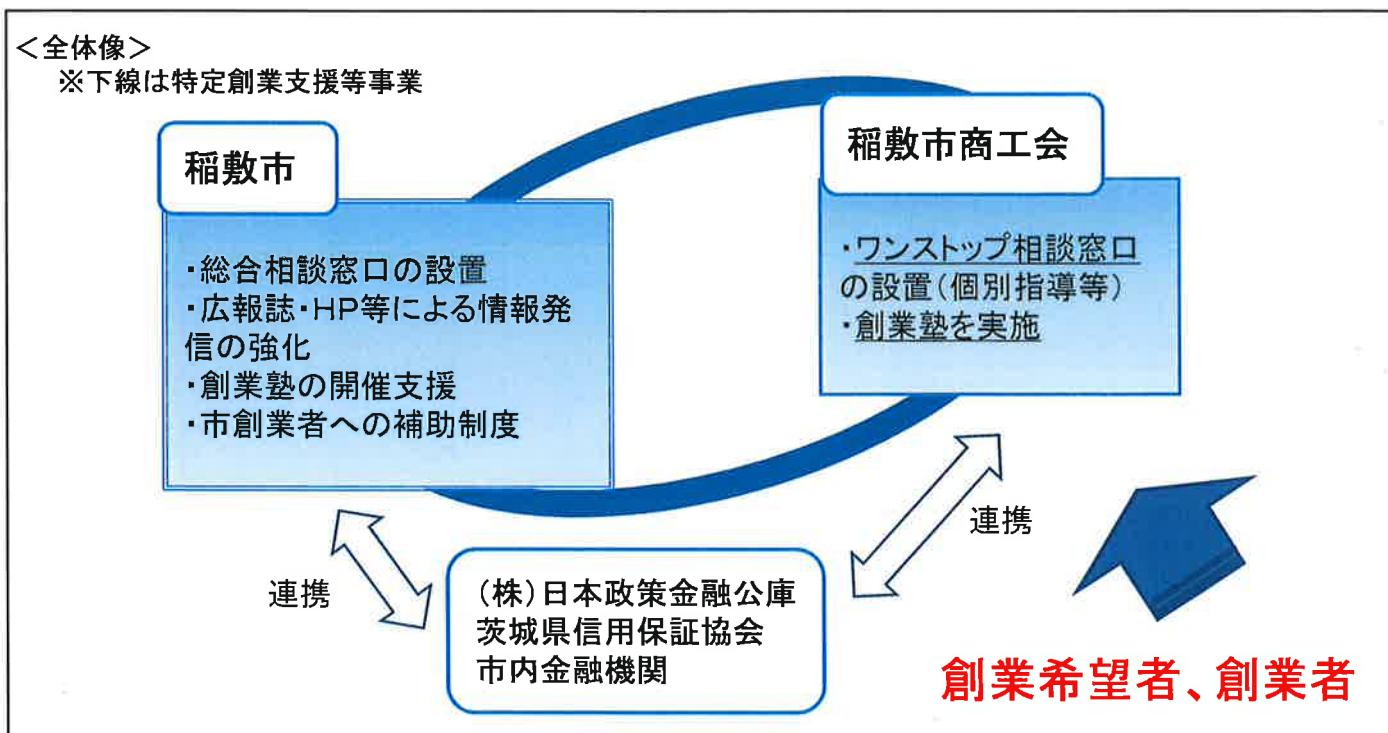 ＜全体像＞
※下線は特定創業支援等事業
稲敷市
・総合相談窓口の設置
・広報誌・ＨＰ等による情報発
信の強化
・創業塾の開催支援
・市創業者への補助制度
稲敷市商工会
・ワンストップ相談窓口
の設置（個別指導等）
・創業塾を実施
連携
連携
（株）日本政策金融公庫
茨城県信用保証協会
市内金融機関
創業希望者、創業者